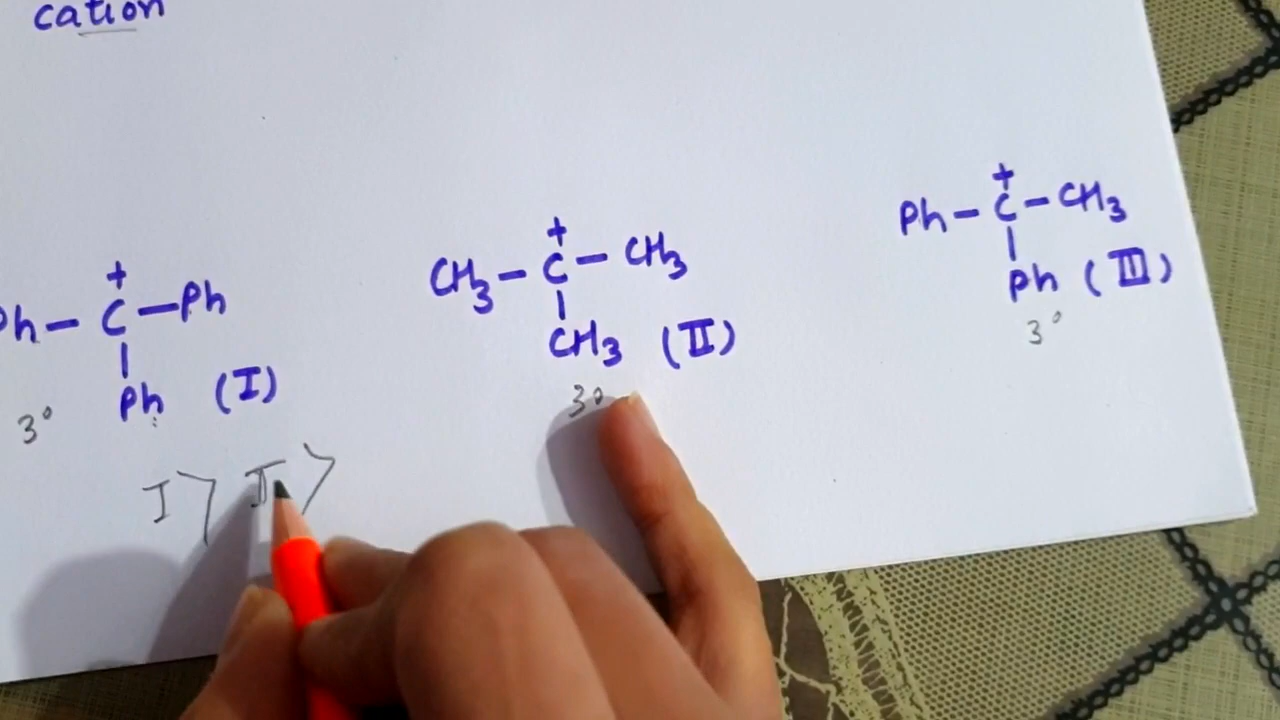 cation
+
Ph – C – Ph
|
Ph (I)
3°
+
CH3 – C – CH3
|
CH3 (II)
3°
+
Ph – C – CH3
|
Ph (III)
3°
I > II >